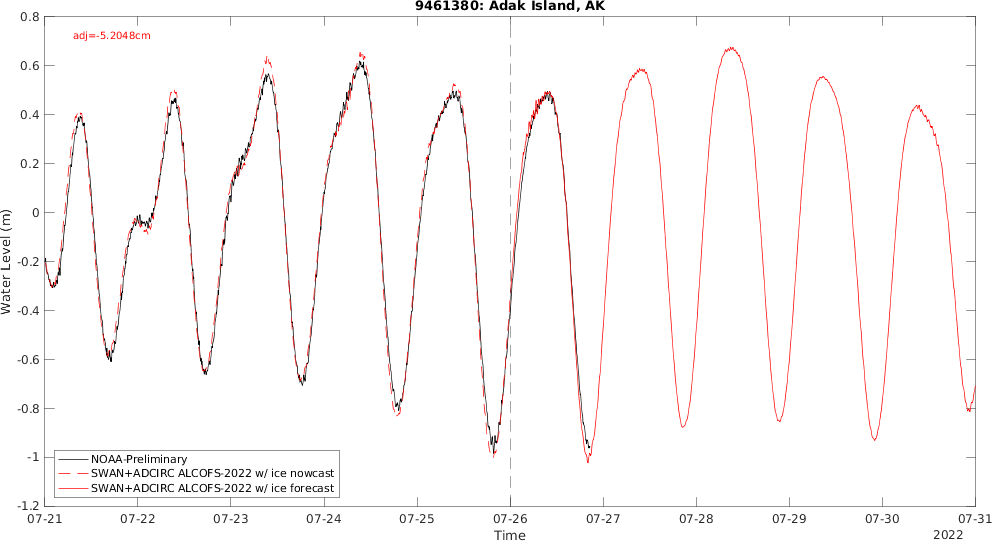 9461380: Adak Island, AK
adj=-5.2048cm
0.8
0.6
0.4
0.2
0
-0.2
-0.4
-0.6
-0.8
-1
-1.2
Water Level (m)
NOAA-Preliminary
SWAN+ADCIRC ALCOFS-2022 w/ ice nowcast
SWAN+ADCIRC ALCOFS-2022 w/ ice forecast
07-21 07-22 07-23 07-24 07-25 07-26 07-27 07-28 07-29 07-30 07-31
Time
2022